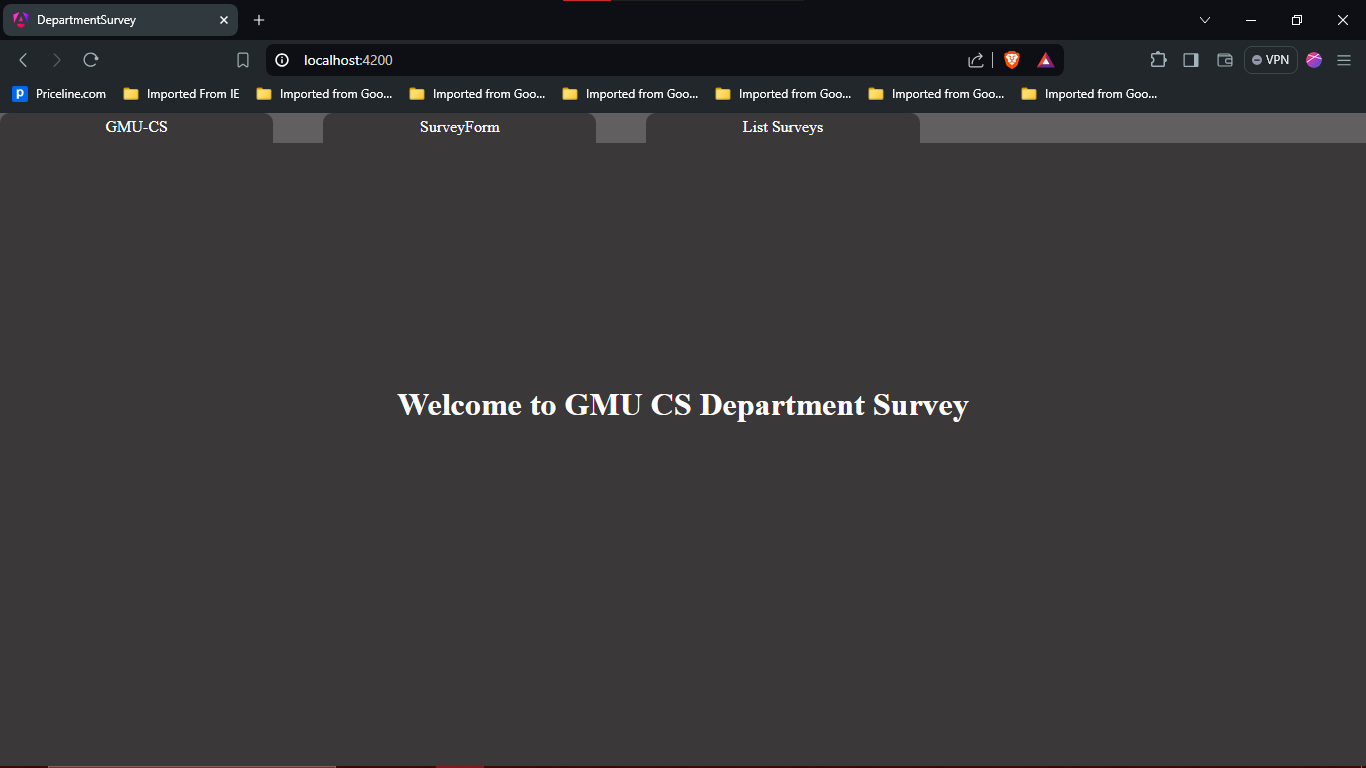 DepartmentSurvey
localhost:4200
VPN
Priceline.com Imported From IE Imported from Goo... Imported from Goo... Imported from Goo... Imported from Goo... Imported from Goo... Imported from Goo...
GMU-CS SurveyForm List Surveys
Welcome to GMU CS Department Survey